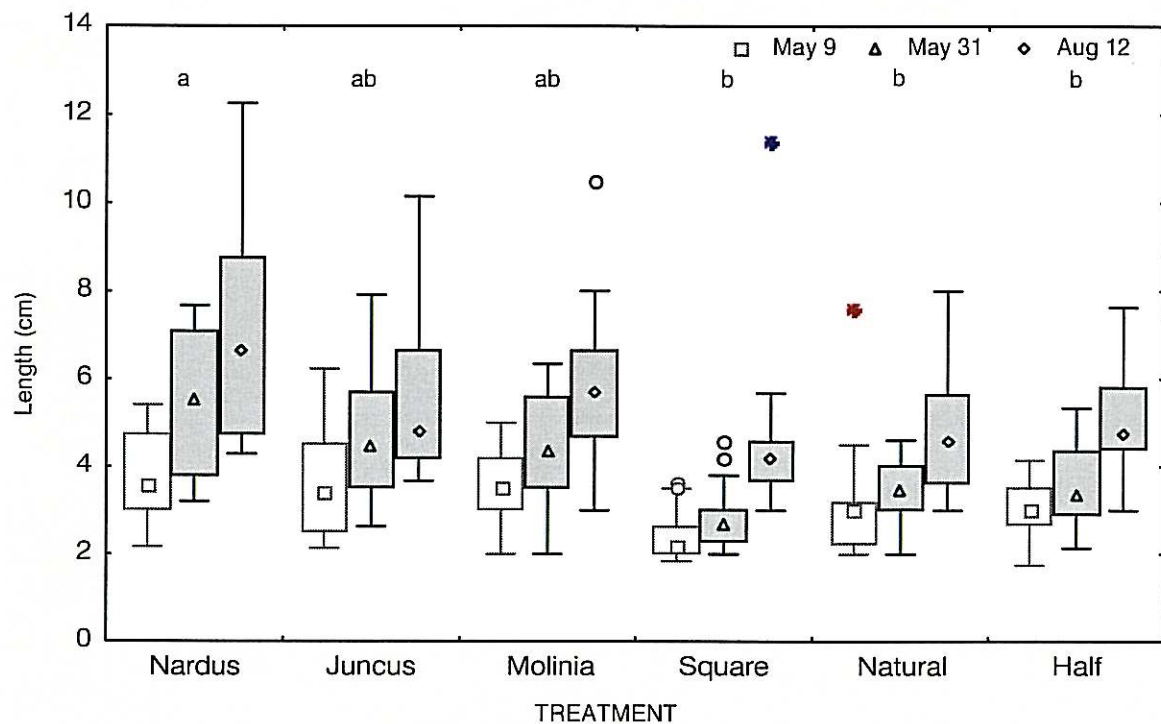 14
□ May 9 △ May 31 ◇ Aug 12
a ab ab b b b
12
10
8
6
4
2
0
Length (cm)
Nardus Juncus Molinia Square Natural Half
TREATMENT